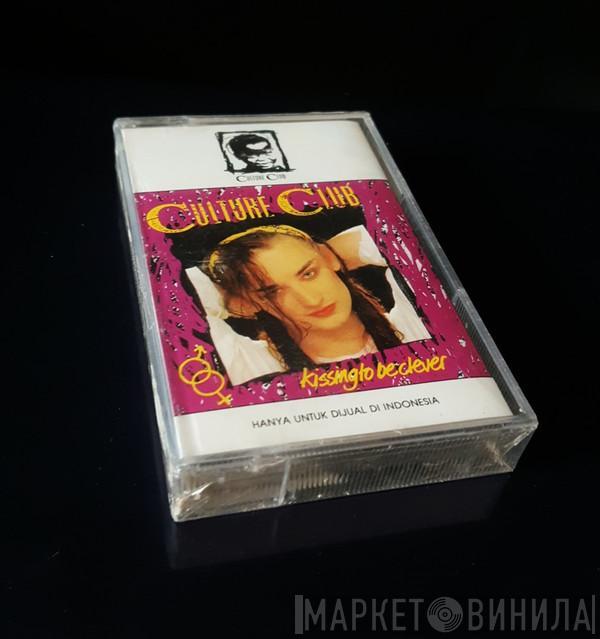 CULTURE CLUB
CULTURE CLUB
kissing to be clever
HANYA UNTUK DIJUAL DI INDONESIA
МАРКЕТ ВИНИЛА